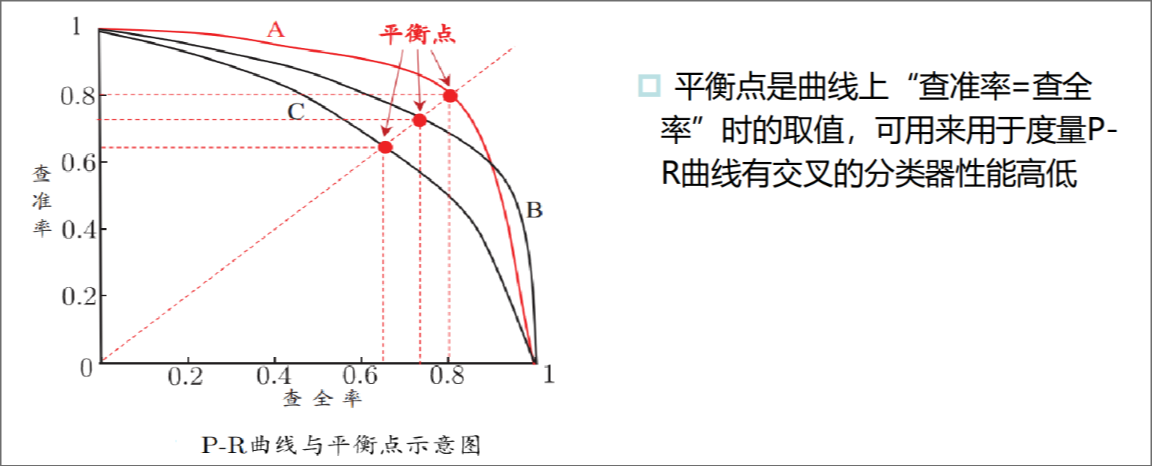 1
A
平衡点
0.8
C
查准率
0.6
B
0.4
0.2
0
0.2
0.4
0.6
0.8
1
查全率
P-R曲线与平衡点示意图
平衡点是曲线上“查准率=查全
率”时的取值，可用来用于度量P-
R曲线有交叉的分类器性能高低